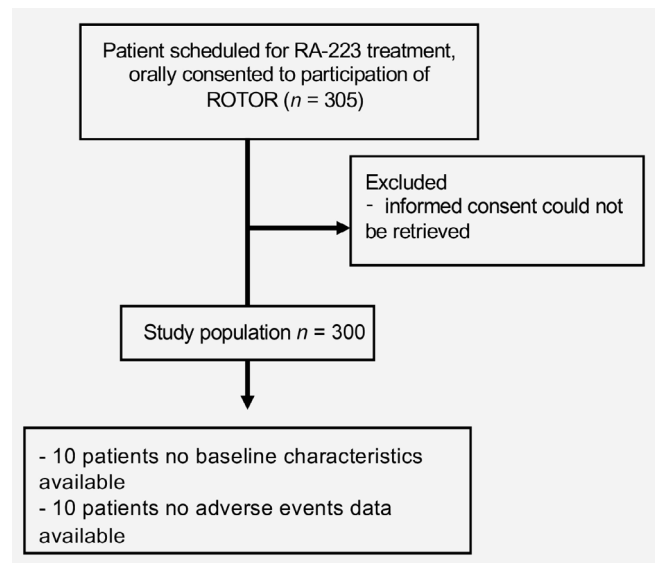 Patient scheduled for RA-223 treatment,
orally consented to participation of
ROTOR (n = 305)
Excluded
- informed consent could not
be retrieved
Study population n = 300
- 10 patients no baseline characteristics
available
- 10 patients no adverse events data
available